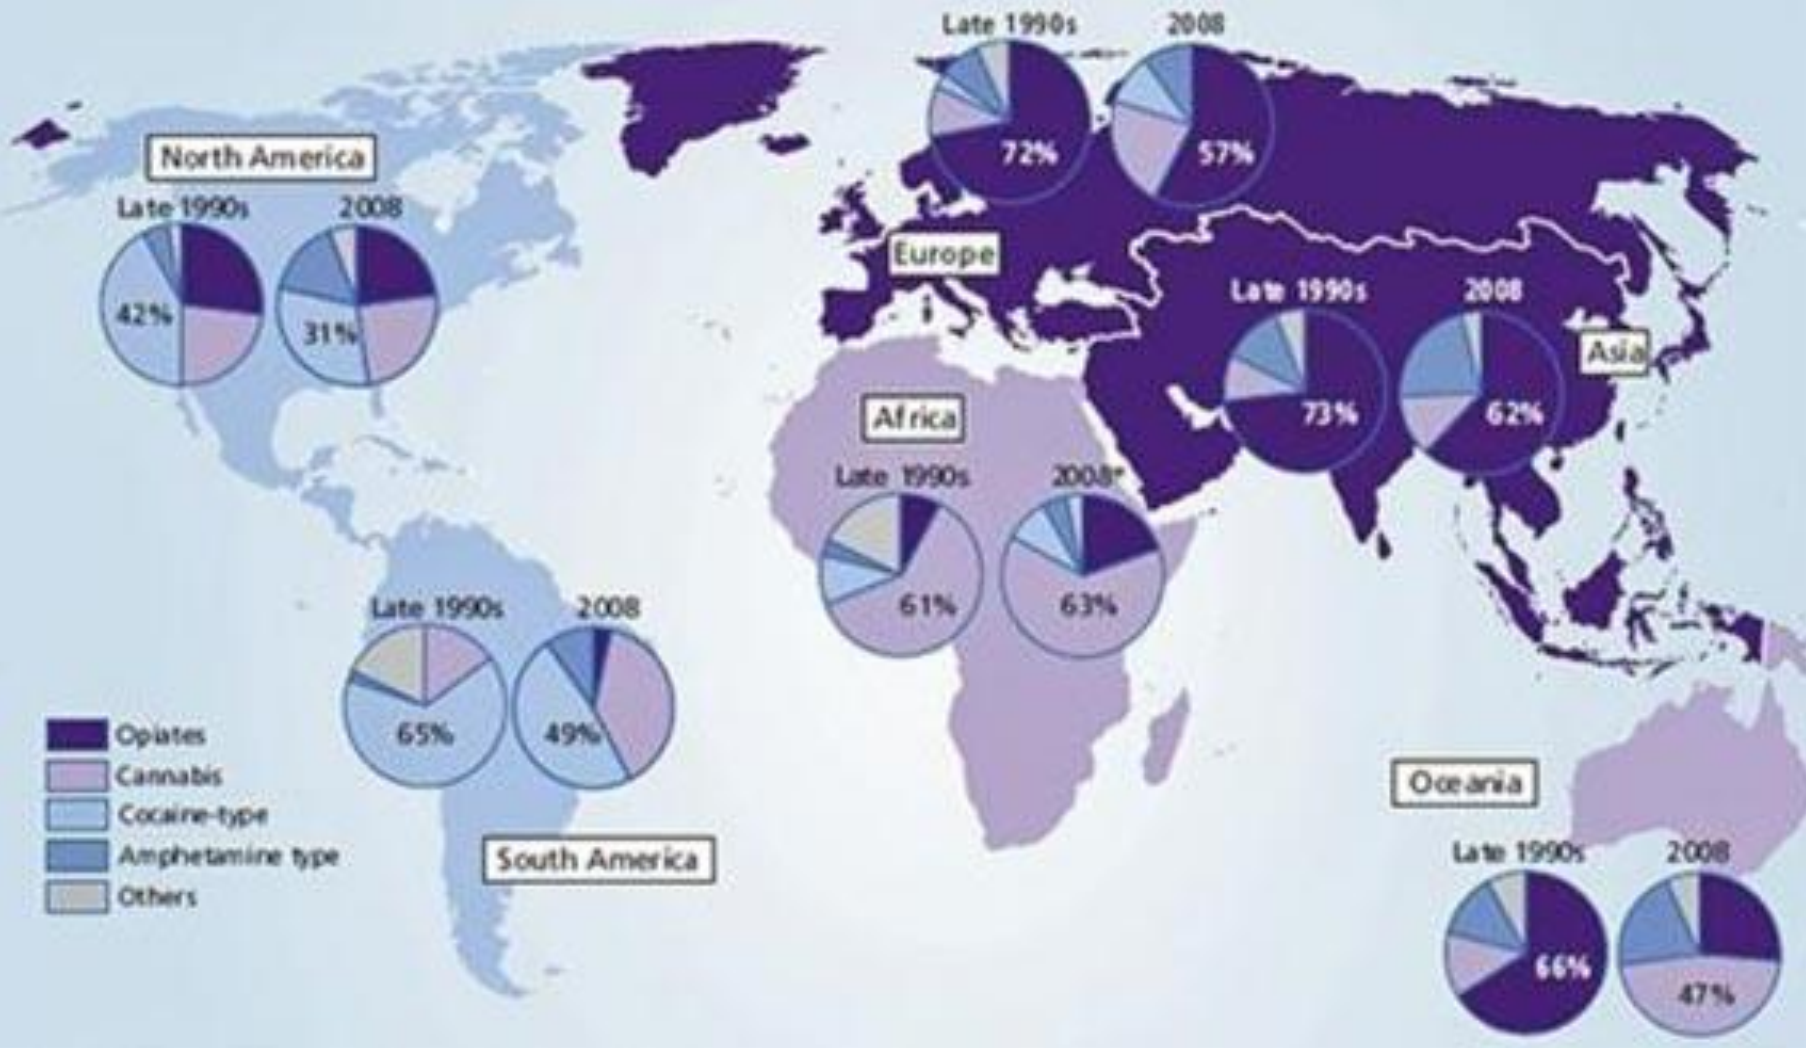 Late 1990s 2008
72% 57%
North America
Late 1990s 2008
42% 31%
Europe
Late 1990s 2008
Asia
73% 62%
Africa
Late 1990s 2008*
61% 63%
Late 1990s 2008
65% 49%
Opiates
Cannabis
Cocaine-type
Amphetamine type
Others
South America
Oceania
Late 1990s 2008
66% 47%